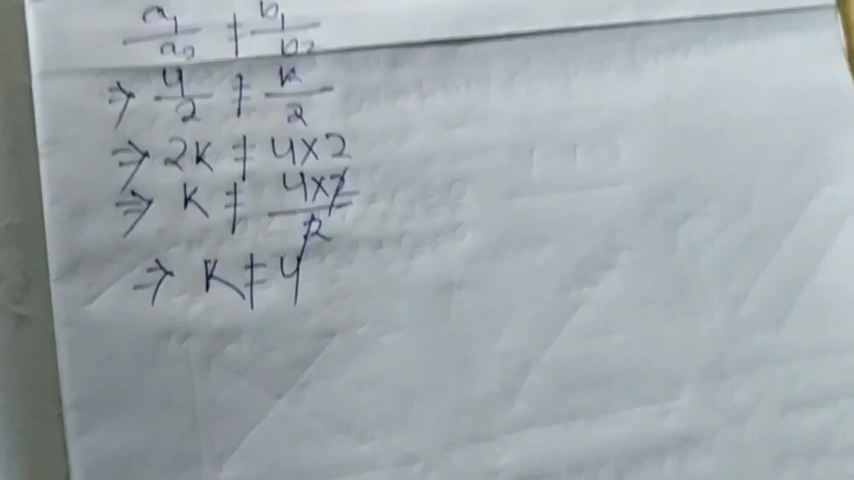 a₁/a₂ ≠ b₁/b₂
⇒ 4/2 ≠ k/2
⇒ 2k ≠ 4×2
⇒ k ≠ 4×2/2
⇒ k ≠ 4